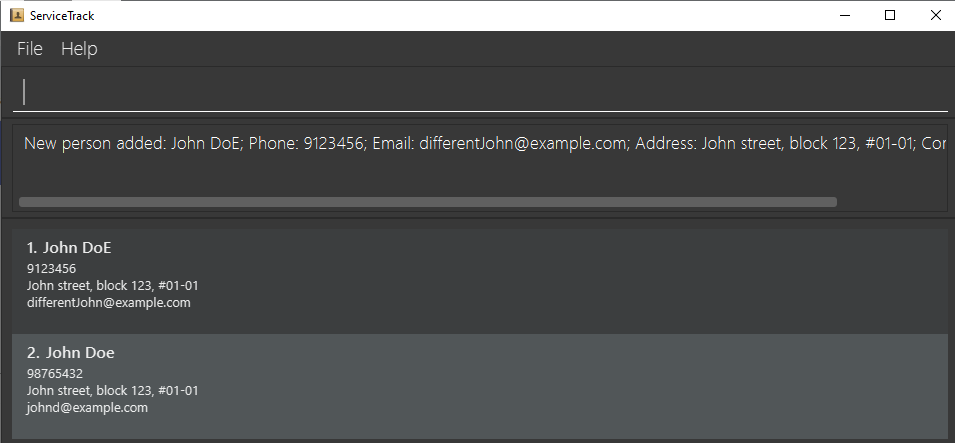 ServiceTrack
File Help
New person added: John DoE; Phone: 9123456; Email: differentJohn@example.com; Address: John street, block 123, #01-01; Cor
1. John DoE
9123456
John street, block 123, #01-01
differentJohn@example.com
2. John Doe
98765432
John street, block 123, #01-01
johnd@example.com